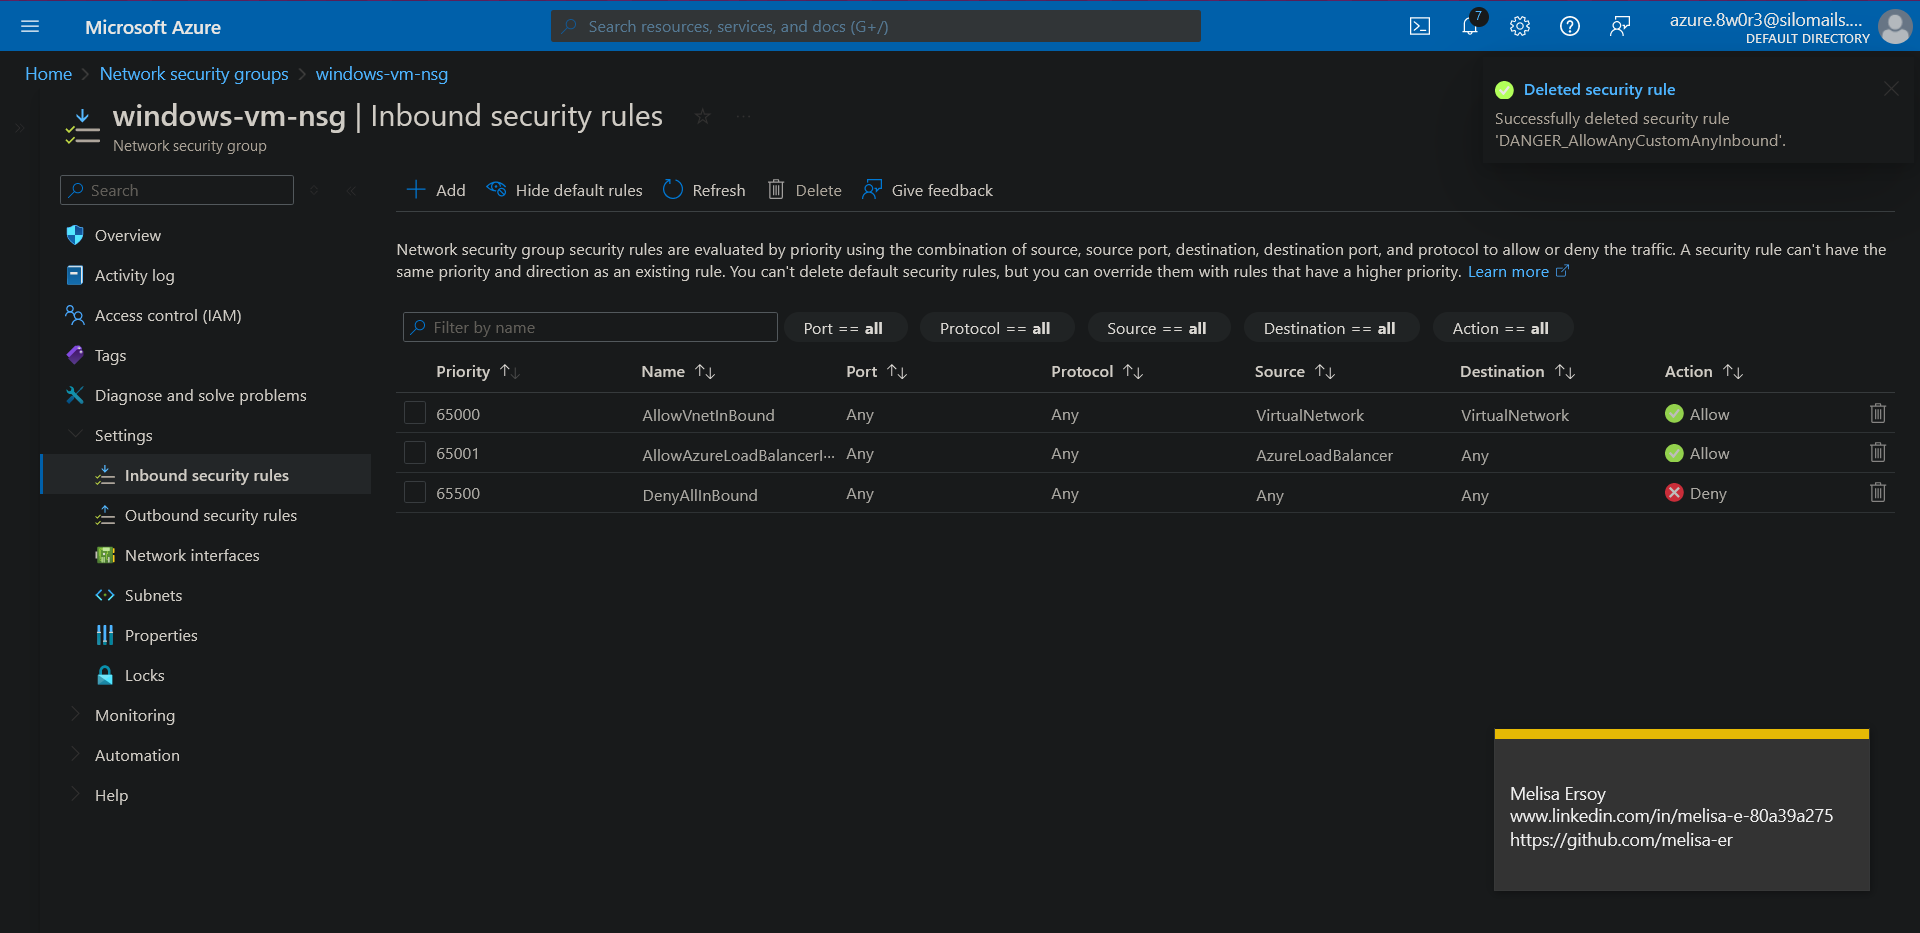 Microsoft Azure
Search resources, services, and docs (G+/)
7
azure.8w0r3@silomails....
DEFAULT DIRECTORY
Home > Network security groups > windows-vm-nsg
windows-vm-nsg | Inbound security rules
Network security group
Deleted security rule
Successfully deleted security rule
'DANGER_AllowAnyCustomAnyInbound'.
Search
Overview
Activity log
Access control (IAM)
Tags
Diagnose and solve problems
Settings
Inbound security rules
Outbound security rules
Network interfaces
Subnets
Properties
Locks
Monitoring
Automation
Help
Add Hide default rules Refresh Delete Give feedback
Network security group security rules are evaluated by priority using the combination of source, source port, destination, destination port, and protocol to allow or deny the traffic. A security rule can't have the
same priority and direction as an existing rule. You can't delete default security rules, but you can override them with rules that have a higher priority. Learn more
Filter by name Port == all Protocol == all Source == all Destination == all Action == all
Priority Name Port Protocol Source Destination Action
65000 AllowVnetInBound Any Any VirtualNetwork VirtualNetwork Allow
65001 AllowAzureLoadBalancerI... Any Any AzureLoadBalancer Any Allow
65500 DenyAllInBound Any Any Any Any Deny
Melisa Ersoy
www.linkedin.com/in/melisa-e-80a39a275
https://github.com/melisa-er